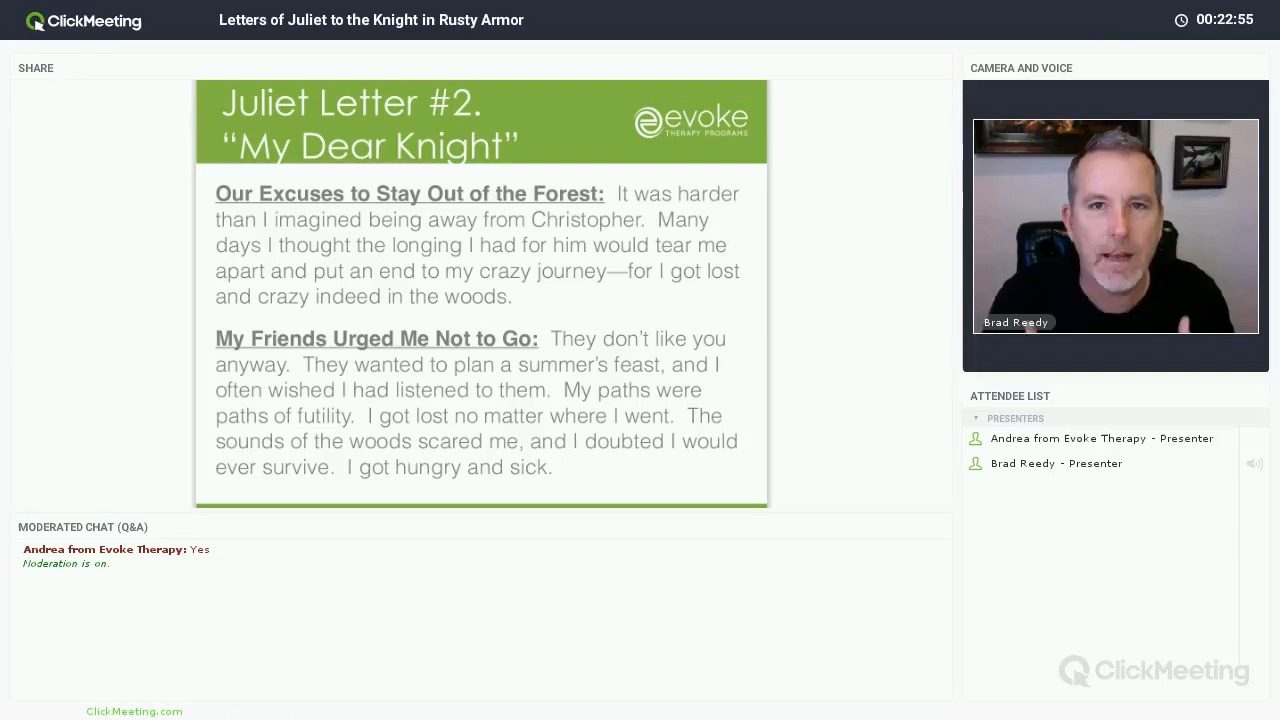 ClickMeeting
Letters of Juliet to the Knight in Rusty Armor
00:22:55
SHARE
Juliet Letter #2.
“My Dear Knight”
evoke
THERAPY PROGRAMS
Our Excuses to Stay Out of the Forest: It was harder
than I imagined being away from Christopher. Many
days I thought the longing I had for him would tear me
apart and put an end to my crazy journey—for I got lost
and crazy indeed in the woods.
My Friends Urged Me Not to Go: They don’t like you
anyway. They wanted to plan a summer’s feast, and I
often wished I had listened to them. My paths were
paths of futility. I got lost no matter where I went. The
sounds of the woods scared me, and I doubted I would
ever survive. I got hungry and sick.
MODERATED CHAT (Q&A)
Andrea from Evoke Therapy: Yes
Moderation is on.
CAMERA AND VOICE
Brad Reedy
ATTENDEE LIST
PRESENTERS
Andrea from Evoke Therapy - Presenter
Brad Reedy - Presenter
ClickMeeting
ClickMeeting.com